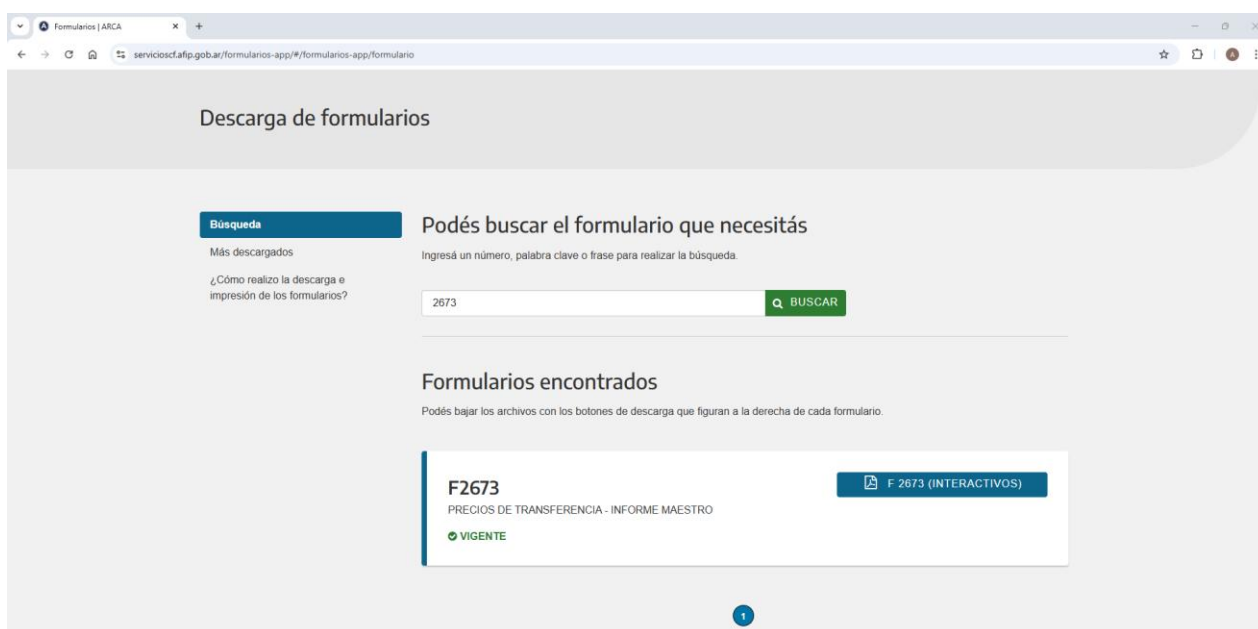 Formularios | ARCA
servicioscf.afip.gob.ar/formularios-app/#/formularios-app/formulario
A
Descarga de formularios
Búsqueda
Más descargados
¿Cómo realizo la descarga e
impresión de los formularios?
Podés buscar el formulario que necesitás
Ingresá un número, palabra clave o frase para realizar la búsqueda.
2673
BUSCAR
Formularios encontrados
Podés bajar los archivos con los botones de descarga que figuran a la derecha de cada formulario.
F2673
F 2673 (INTERACTIVOS)
PRECIOS DE TRANSFERENCIA - INFORME MAESTRO
VIGENTE
1